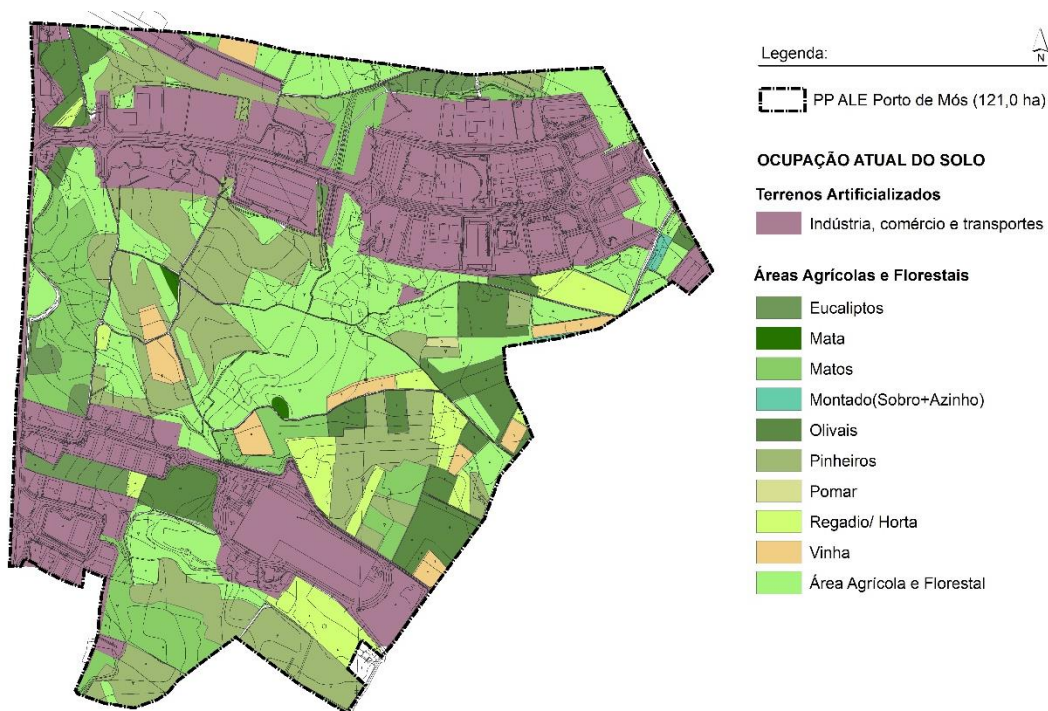 Legenda:
N
PP ALE Porto de Mós (121,0 ha)
OCUPAÇÃO ATUAL DO SOLO
Terrenos Artificializados
Indústria, comércio e transportes
Áreas Agrícolas e Florestais
Eucaliptos
Mata
Matos
Montado(Sobro+Azinho)
Olivais
Pinheiros
Pomar
Regadio/ Horta
Vinha
Área Agrícola e Florestal